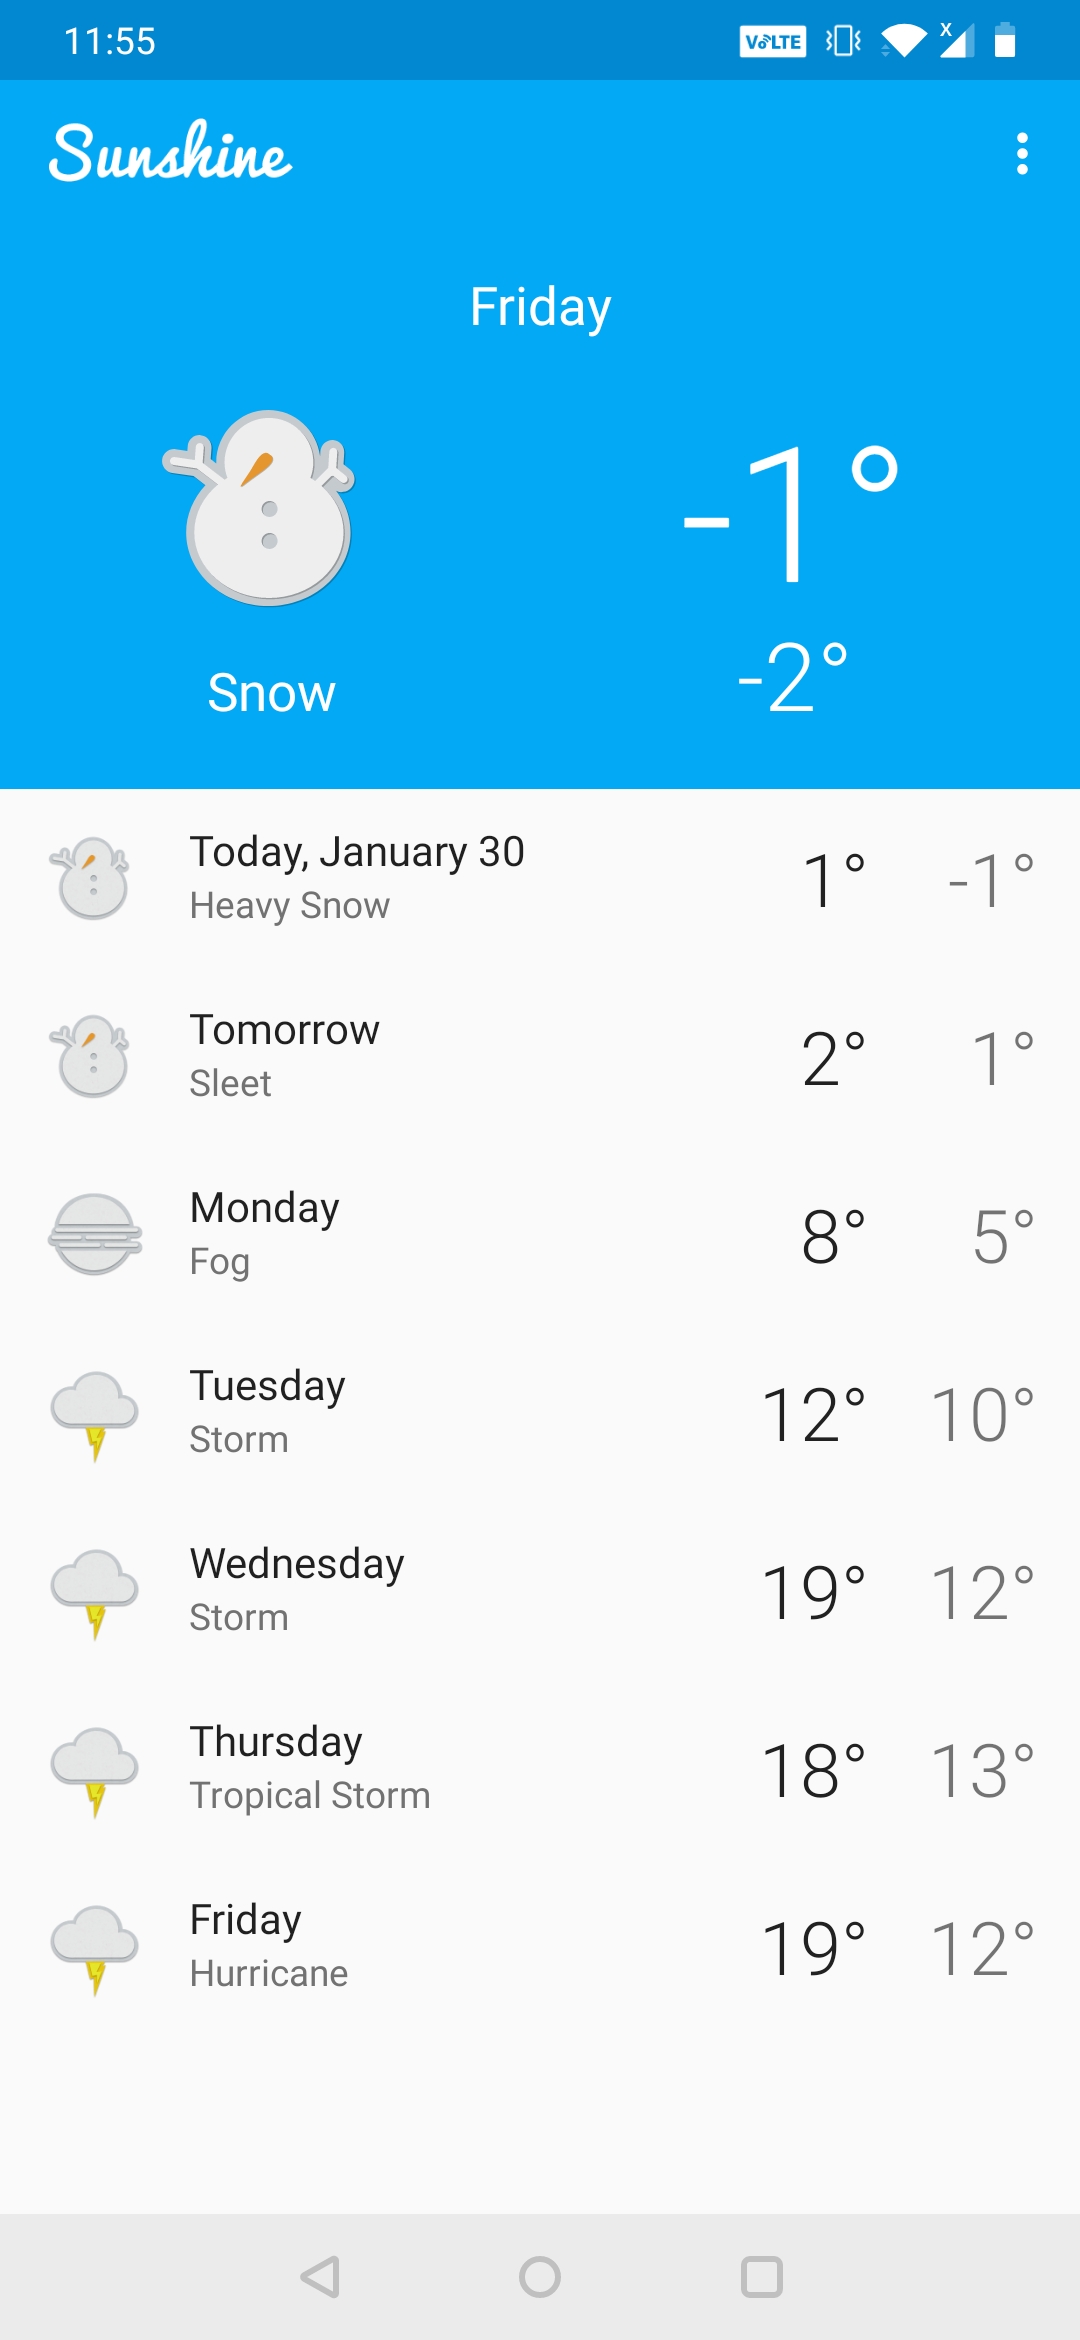 11:55
VoLTE
X
Sunshine
Friday
-1°
Snow
-2°
Today, January 30
Heavy Snow
1° -1°
Tomorrow
Sleet
2° 1°
Monday
Fog
8° 5°
Tuesday
Storm
12° 10°
Wednesday
Storm
19° 12°
Thursday
Tropical Storm
18° 13°
Friday
Hurricane
19° 12°